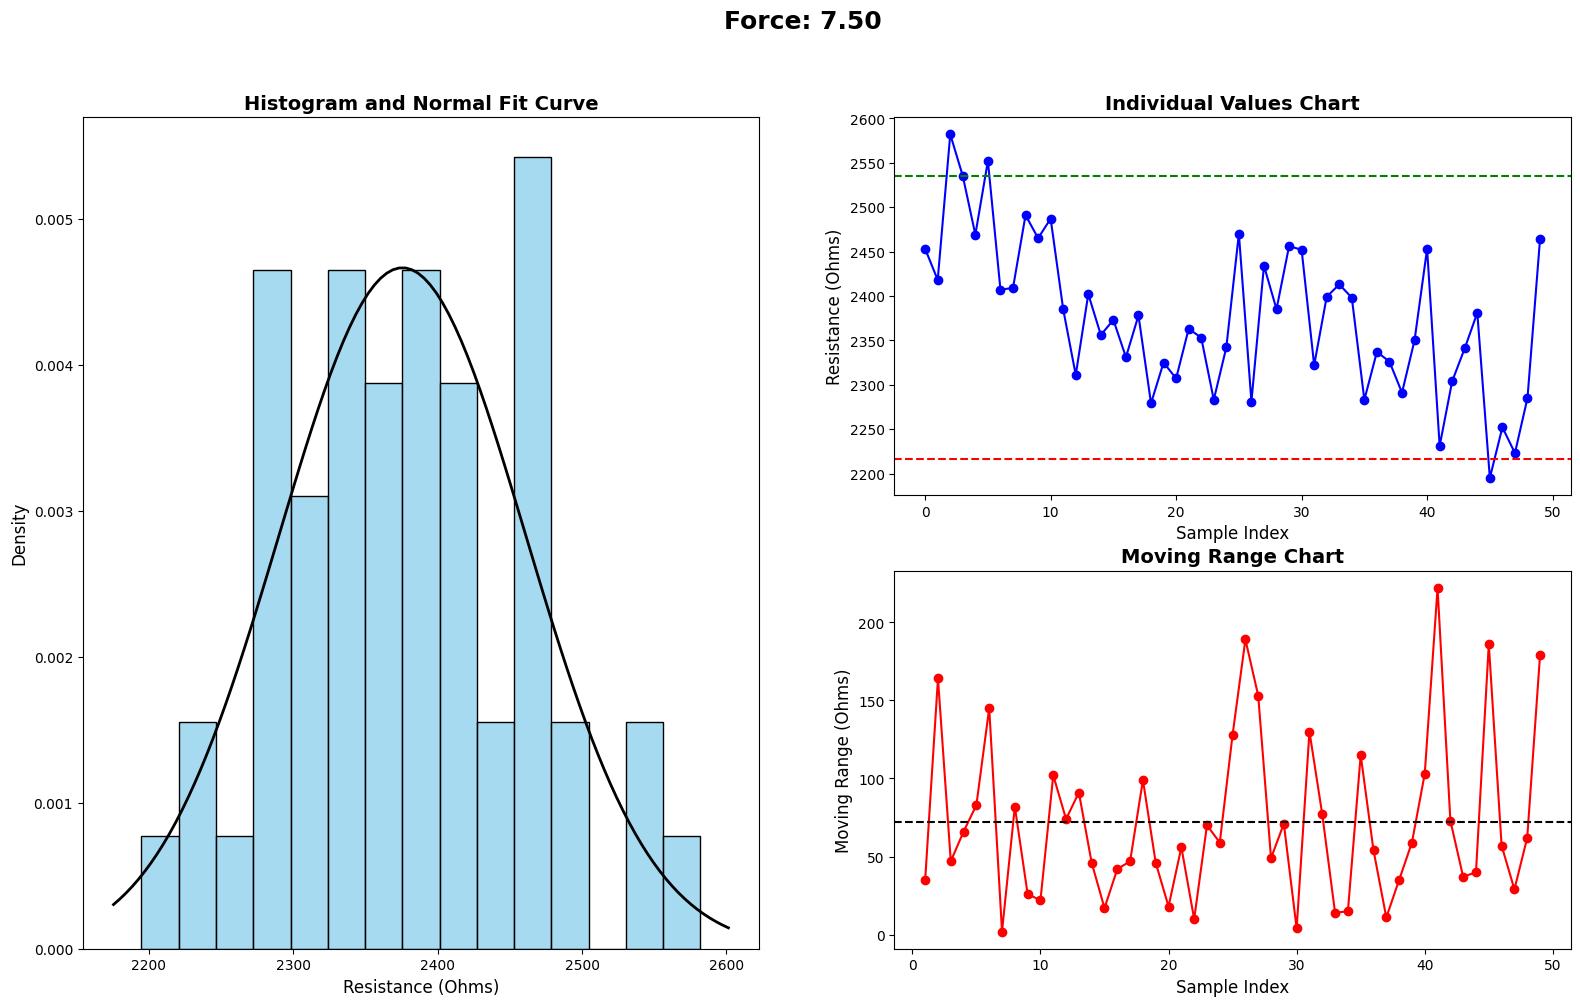 Force: 7.50
Histogram and Normal Fit Curve
Density
0.005
0.004
0.003
0.002
0.001
0.000
2200 2300 2400 2500 2600
Resistance (Ohms)
Individual Values Chart
Resistance (Ohms)
2600
2550
2500
2450
2400
2350
2300
2250
2200
0 10 20 30 40 50
Sample Index
Moving Range Chart
Moving Range (Ohms)
200
150
100
50
0
0 10 20 30 40 50
Sample Index